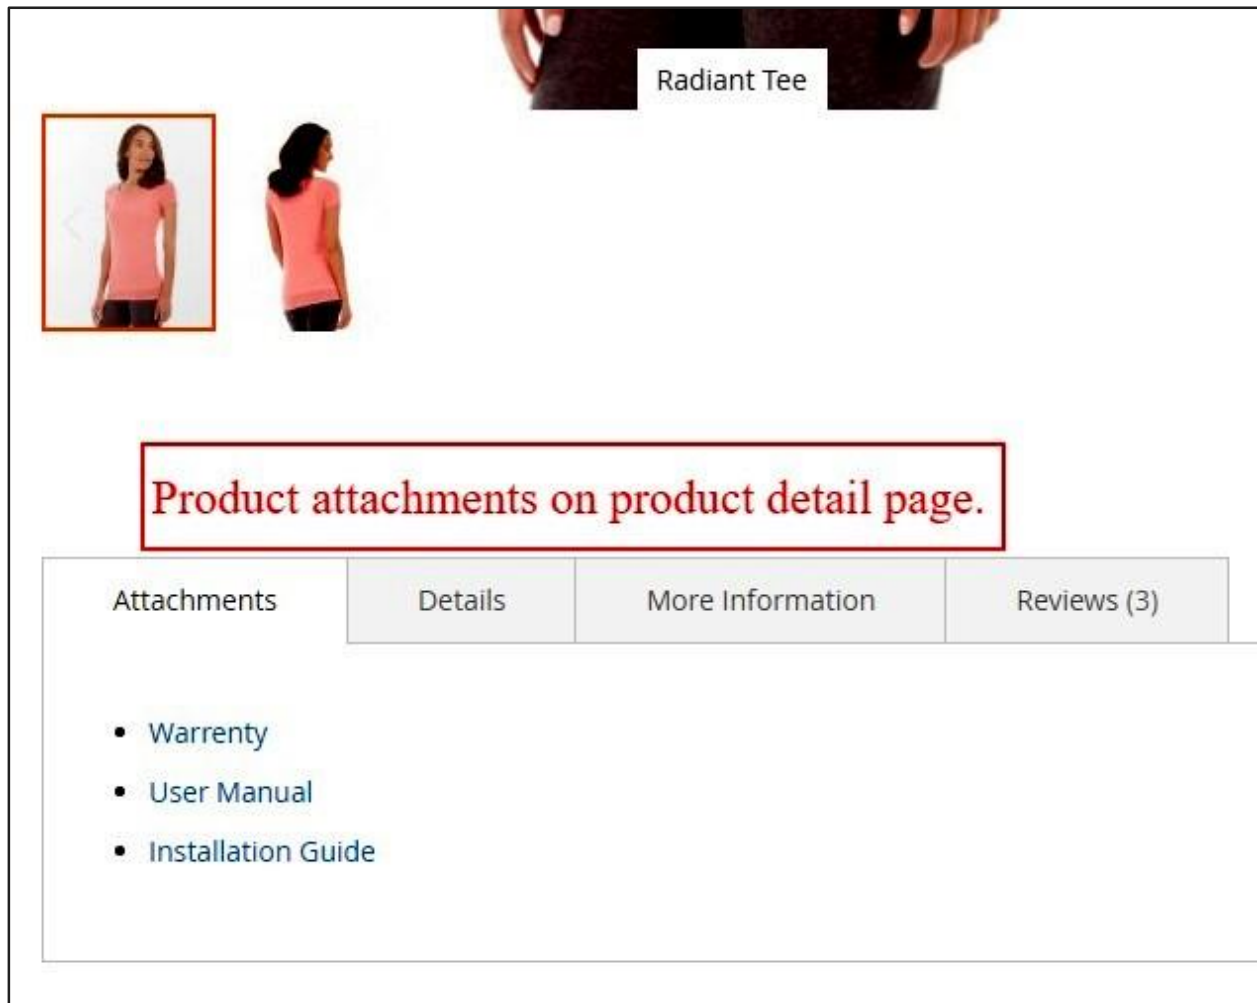 Radiant Tee
Product attachments on product detail page.
Attachments Details More Information Reviews (3)
Warrenty
User Manual
Installation Guide